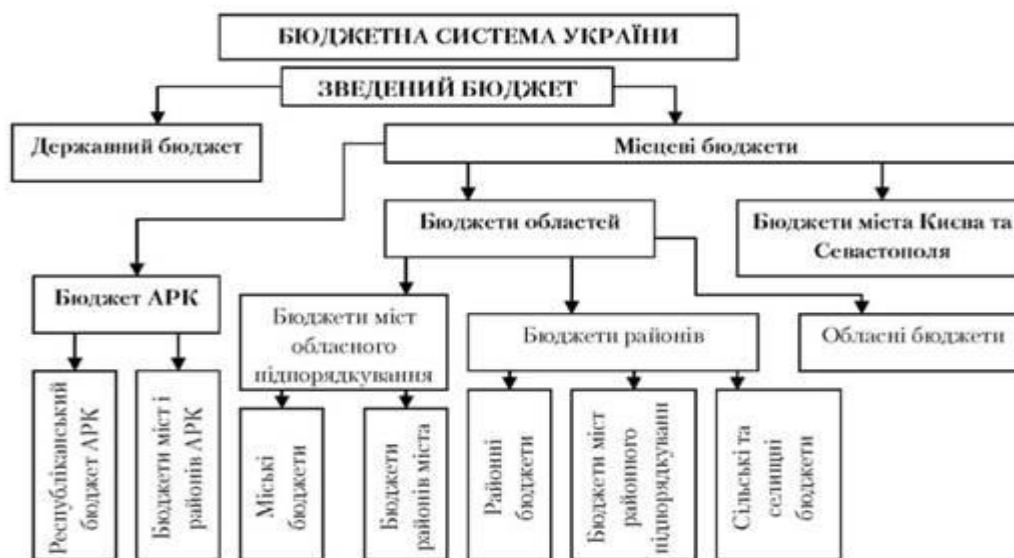 БЮДЖЕТНА СИСТЕМА УКРАЇНИ
ЗВЕДЕНИЙ БЮДЖЕТ
Державний бюджет
Місцеві бюджети
Бюджети областей
Бюджети міста Києва та
Севастополя
Бюджет АРК
Бюджети міст
обласного
підпорядкування
Бюджети районів
Обласні бюджети
Республіканський
бюджет АРК
Бюджети міст і
районів АРК
Міські
бюджети
Бюджети
районів міста
Районні
бюджети
Бюджети міст
районного
підпорядкуванн
Сільські та
селищні
бюджети